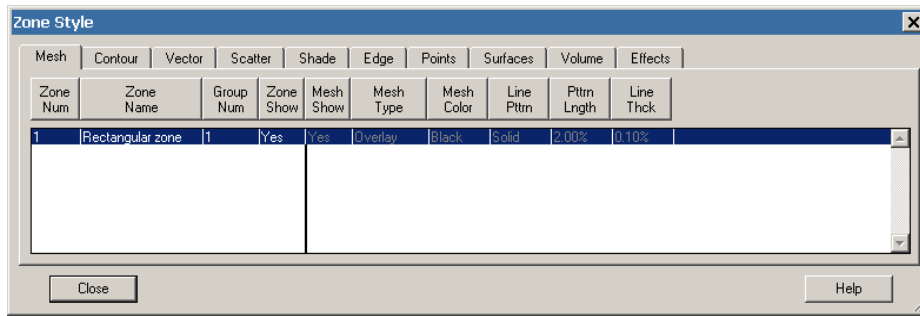 Zone Style
Mesh Contour Vector Scatter Shade Edge Points Surfaces Volume Effects
Zone Num Zone Name Group Num Zone Show Mesh Show Mesh Type Mesh Color Line Pttrn Pttrn Lngth Line Thck
1 Rectangular zone 1 Yes Yes Overlay Black Solid 2.00% 0.10%
Close Help